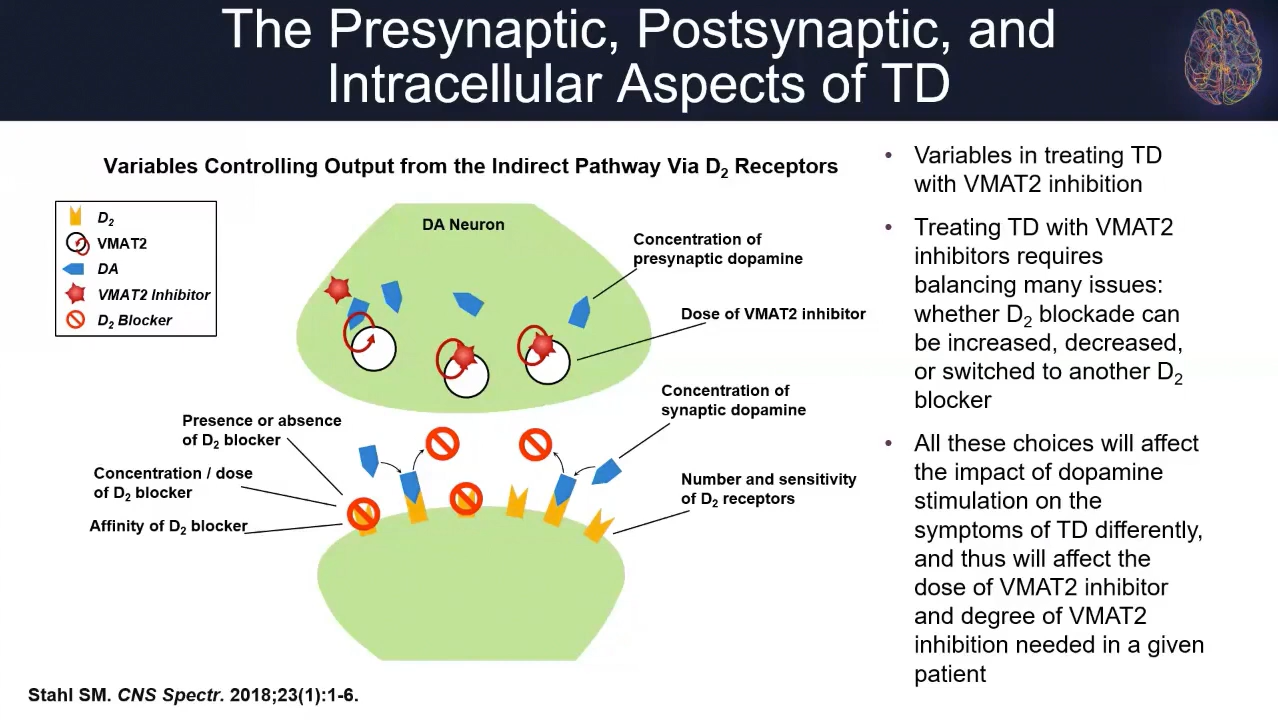 The Presynaptic, Postsynaptic, and
Intracellular Aspects of TD
Variables Controlling Output from the Indirect Pathway Via D2 Receptors
D2
VMAT2
DA
VMAT2 Inhibitor
D2 Blocker
DA Neuron
Concentration of
presynaptic dopamine
Dose of VMAT2 inhibitor
Concentration of
synaptic dopamine
Number and sensitivity
of D2 receptors
Presence or absence
of D2 blocker
Concentration / dose
of D2 blocker
Affinity of D2 blocker
• Variables in treating TD
with VMAT2 inhibition
• Treating TD with VMAT2
inhibitors requires
balancing many issues:
whether D2 blockade can
be increased, decreased,
or switched to another D2
blocker
• All these choices will affect
the impact of dopamine
stimulation on the
symptoms of TD differently,
and thus will affect the
dose of VMAT2 inhibitor
and degree of VMAT2
inhibition needed in a given
patient
Stahl SM. CNS Spectr. 2018;23(1):1-6.